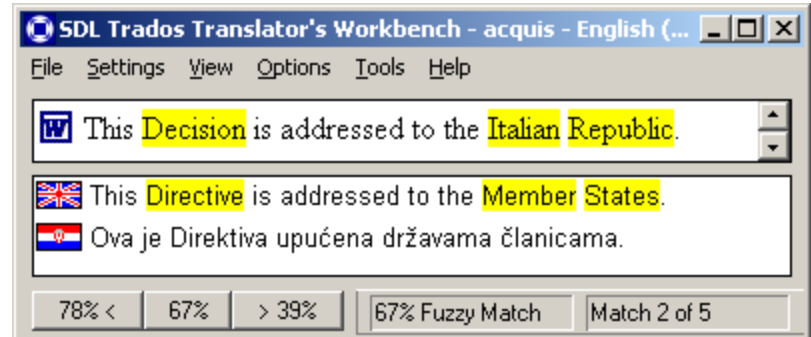 SDL Trados Translator's Workbench - acquis - English (...
File Settings View Options Tools Help
This Decision is addressed to the Italian Republic.
This Directive is addressed to the Member States.
Ova je Direktiva upućena državama članicama.
78% < 67% > 39% 67% Fuzzy Match Match 2 of 5